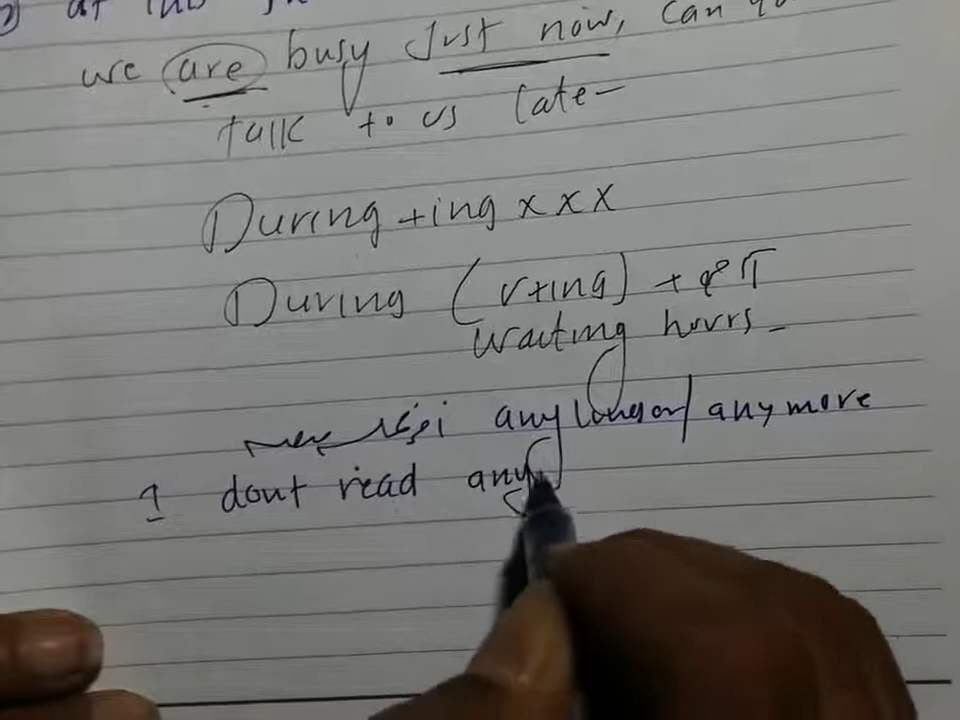 we are busy Just now, can
talk to us late-
During +ing x x x
During (v+ing) +
waiting hours -
any longer/ any more
1 dont read any